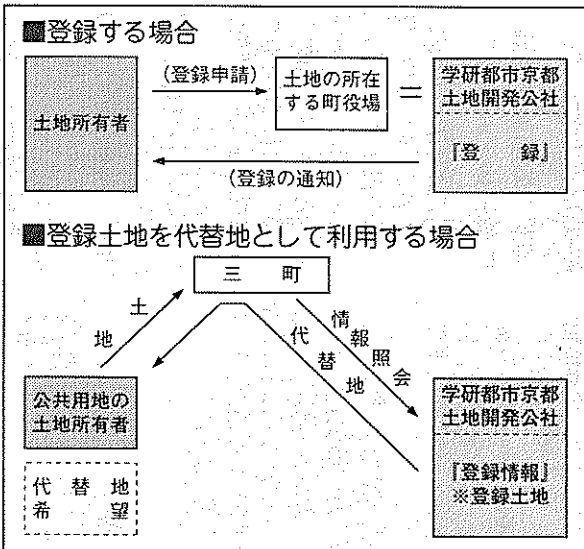 ■登録する場合
土地所有者
(登録申請)
土地の所在
する町役場
＝
学研都市京都
土地開発公社
『登　録』
(登録の通知)
■登録土地を代替地として利用する場合
三　町
土地
情報照会
代替地
公共用地の
土地所有者
代替地
希望
学研都市京都
土地開発公社
『登録情報』
※登録土地